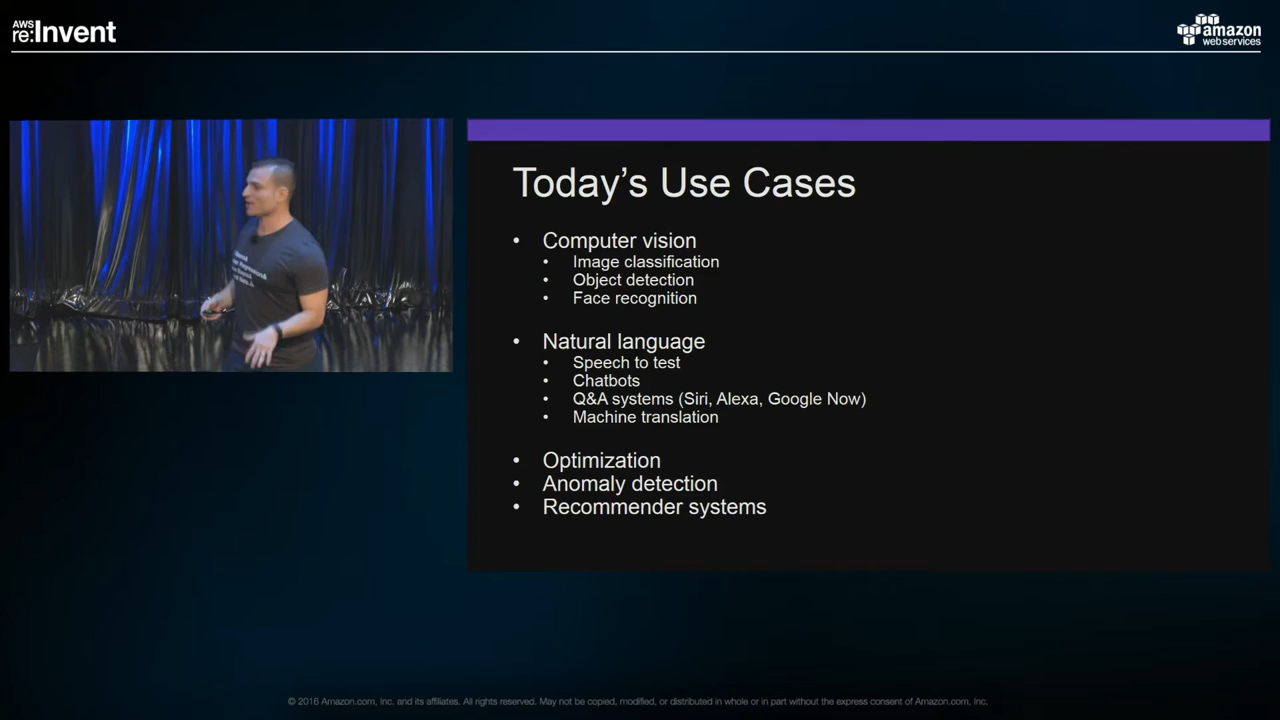 AWS
re:Invent
amazon
web services
Today's Use Cases
• Computer vision
• Image classification
• Object detection
• Face recognition
• Natural language
• Speech to test
• Chatbots
• Q&A systems (Siri, Alexa, Google Now)
• Machine translation
• Optimization
• Anomaly detection
• Recommender systems
© 2016 Amazon.com, Inc. and its affiliates. All rights reserved. May not be copied, modified, or distributed in whole or in part without the express consent of Amazon.com, Inc.